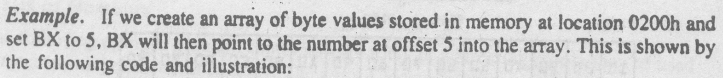 Example. If we create an array of byte values stored in memory at location 0200h and
set BX to 5, BX will then point to the number at offset 5 into the array. This is shown by
the following code and illustration: